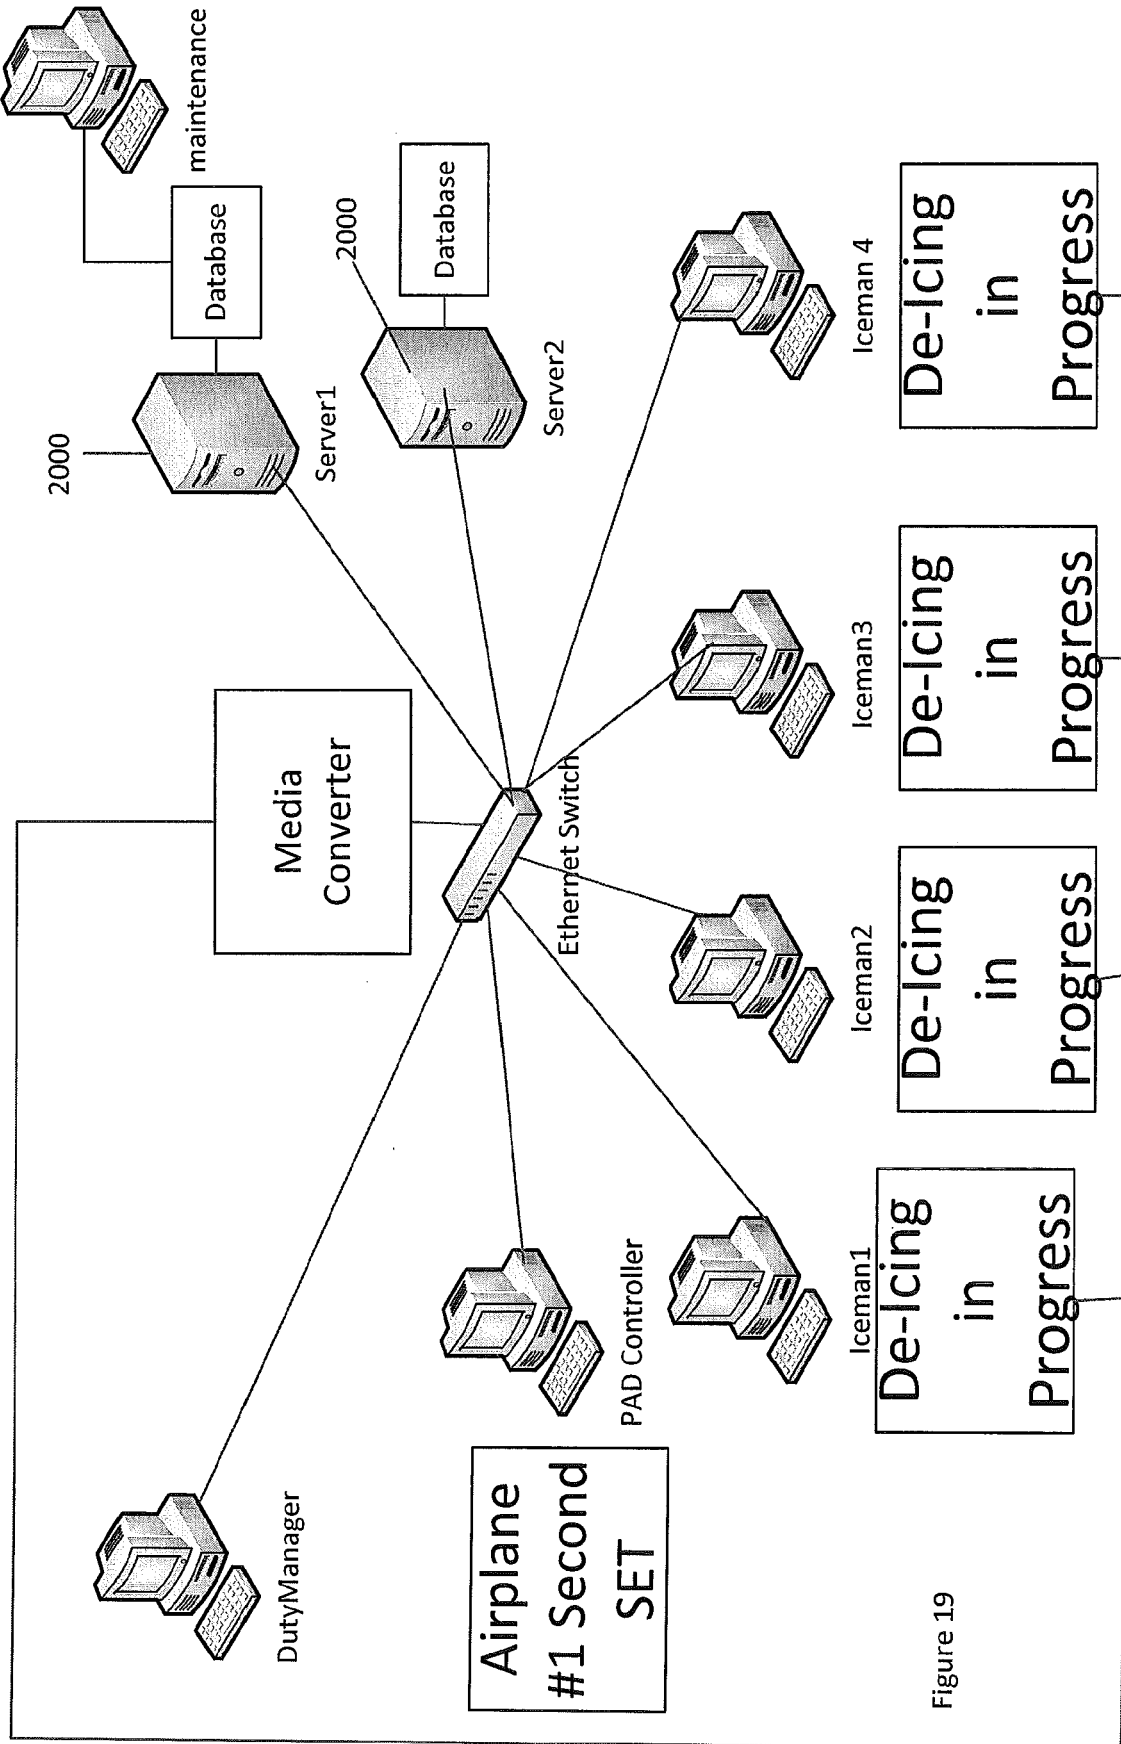 maintenance
Database
2000
Server1
2000
Database
Server2
Media
Converter
Ethernet Switch
DutyManager
PAD Controller
Airplane
#1 Second
SET
Iceman1
Iceman2
Iceman3
Iceman 4
De-Icing
in
Progress
De-Icing
in
Progress
De-Icing
in
Progress
De-Icing
in
Progress
Figure 19